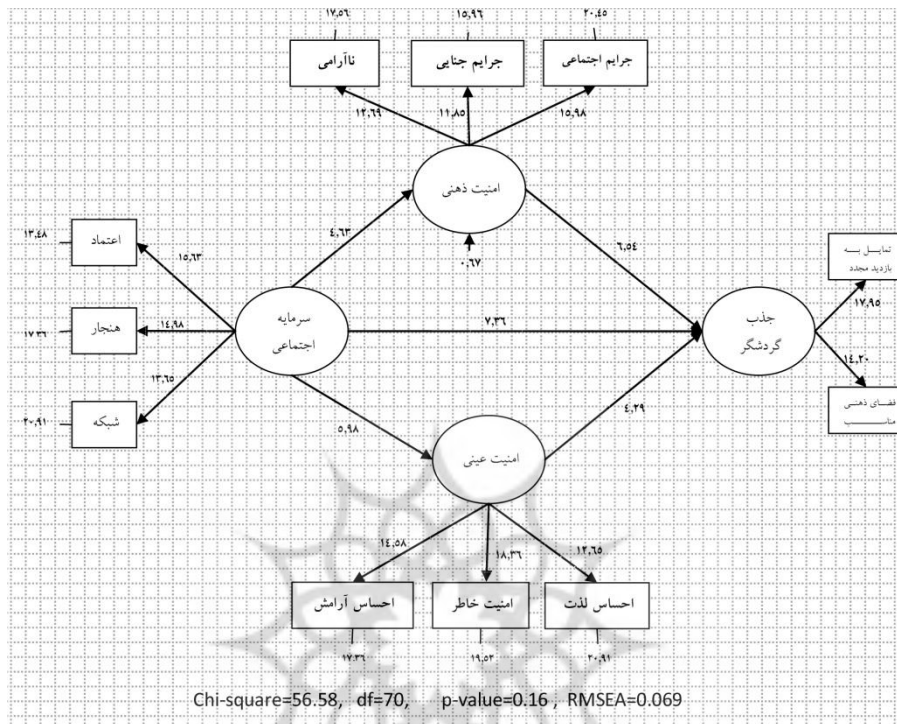 ۱۷,۵۶ ۱۵,۹۶ ۲۰,۴۵
ناآرامی جرایم جنایی جرایم اجتماعی
۱۲,۶۹ ۱۱,۸۵ ۱۵,۹۸
امنیت ذهنی
۴,۶۳ ۰,۶۷ ۶,۵۴
۱۳,۴۸ اعتماد ۱۵,۶۳
۱۷,۳۶ هنجار ۱۴,۹۸
۲۰,۹۱ شبکه ۱۳,۶۵
سرمایه
اجتماعی
۷,۳۶
جذب
گردشگر
تمایل به
بازدید مجدد
۱۷,۹۵
۱۴,۲۰
فضای ذهنی
مناسب
۵,۹۸ ۴,۲۹
امنیت عینی
۱۴,۵۸ ۱۸,۳۶ ۱۲,۶۵
احساس آرامش امنیت خاطر احساس لذت
۱۷,۳۶ ۱۹,۵۲ ۲۰,۹۱
Chi-square=56.58, df=70, p-value=0.16 , RMSEA=0.069